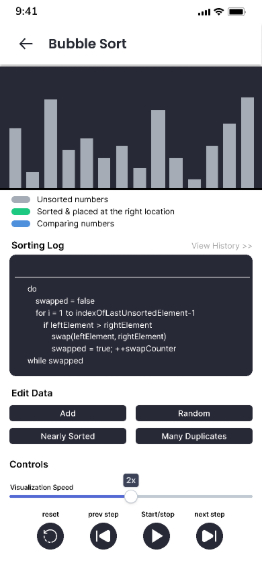 9:41
Bubble Sort
Unsorted numbers
Sorted & placed at the right location
Comparing numbers
Sorting Log
View History >>
do
swapped = false
for i = 1 to indexOfLastUnsortedElement-1
if leftElement > rightElement
swap(leftElement, rightElement)
swapped = true; ++swapCounter
while swapped
Edit Data
Add
Random
Nearly Sorted
Many Duplicates
Controls
2x
Visualization Speed
reset
prev step
Start/stop
next step